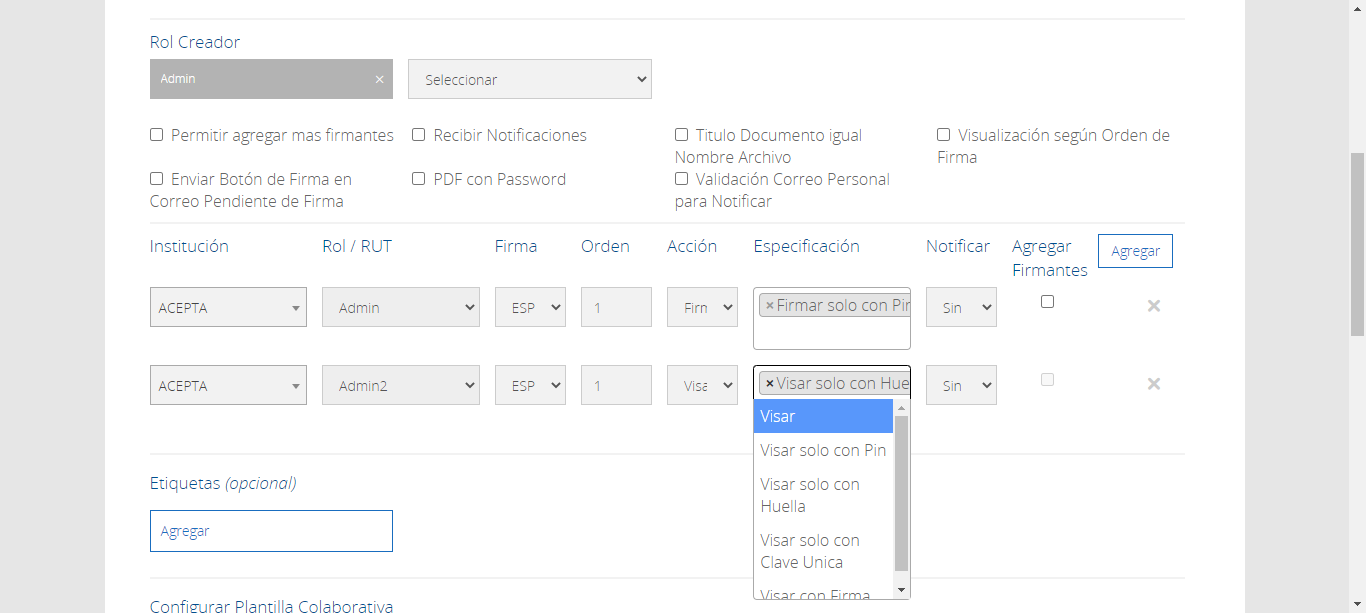 Rol Creador
Admin ×
Seleccionar
Permitir agregar mas firmantes
Recibir Notificaciones
Titulo Documento igual
Nombre Archivo
Visualización según Orden de
Firma
Enviar Botón de Firma en
Correo Pendiente de Firma
PDF con Password
Validación Correo Personal
para Notificar
Institución Rol / RUT Firma Orden Acción Especificación Notificar Agregar
Firmantes
Agregar
ACEPTA Admin ESP 1 Firm ×Firmar solo con Pin Sin ×
ACEPTA Admin2 ESP 1 Visa ×Visar solo con Hue Sin ×
Visar
Visar solo con Pin
Visar solo con
Huella
Visar solo con
Clave Unica
Visar con Firma
Etiquetas (opcional)
Agregar
Configurar Plantilla Colaborativa